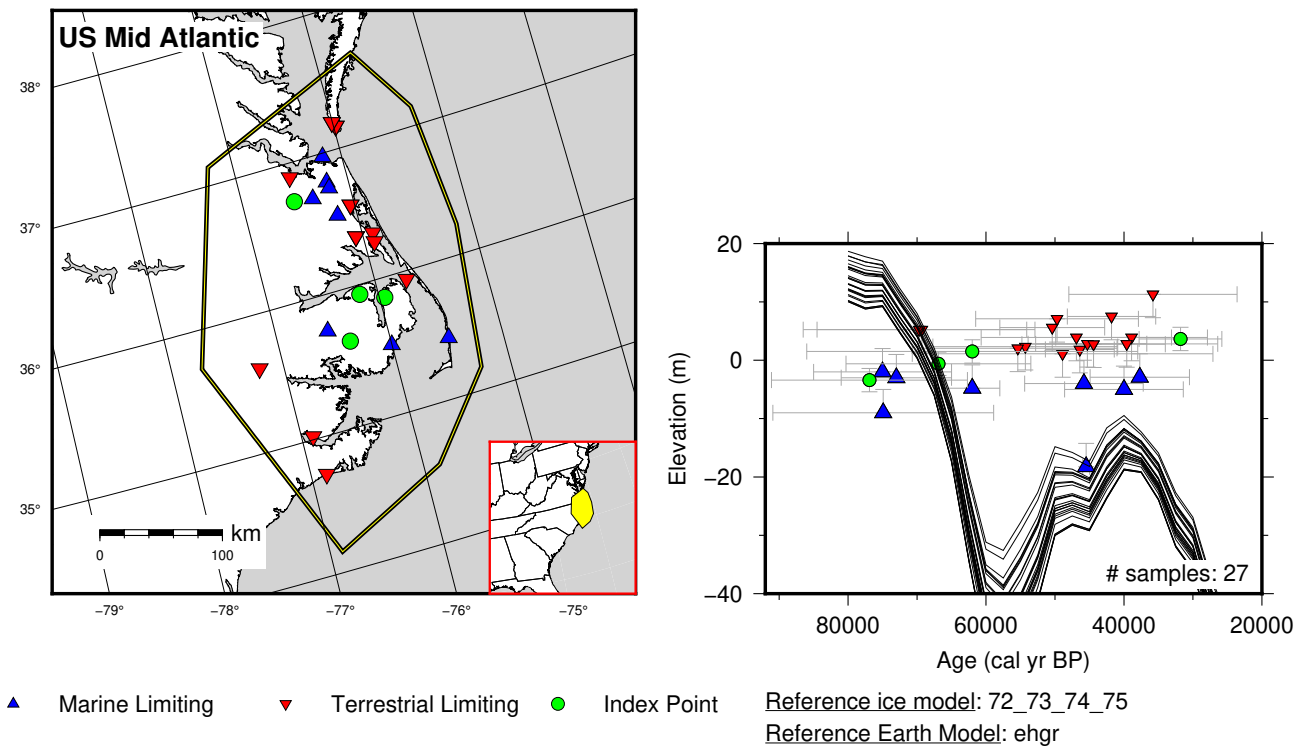 US Mid Atlantic
38°
37°
36°
35°
−79°
−78°
−77°
−76°
−75°
km
0
100
20
0
−20
−40
Elevation (m)
# samples: 27
80000
60000
40000
20000
Age (cal yr BP)
Marine Limiting
Terrestrial Limiting
Index Point
Reference ice model: 72_73_74_75
Reference Earth Model: ehgr